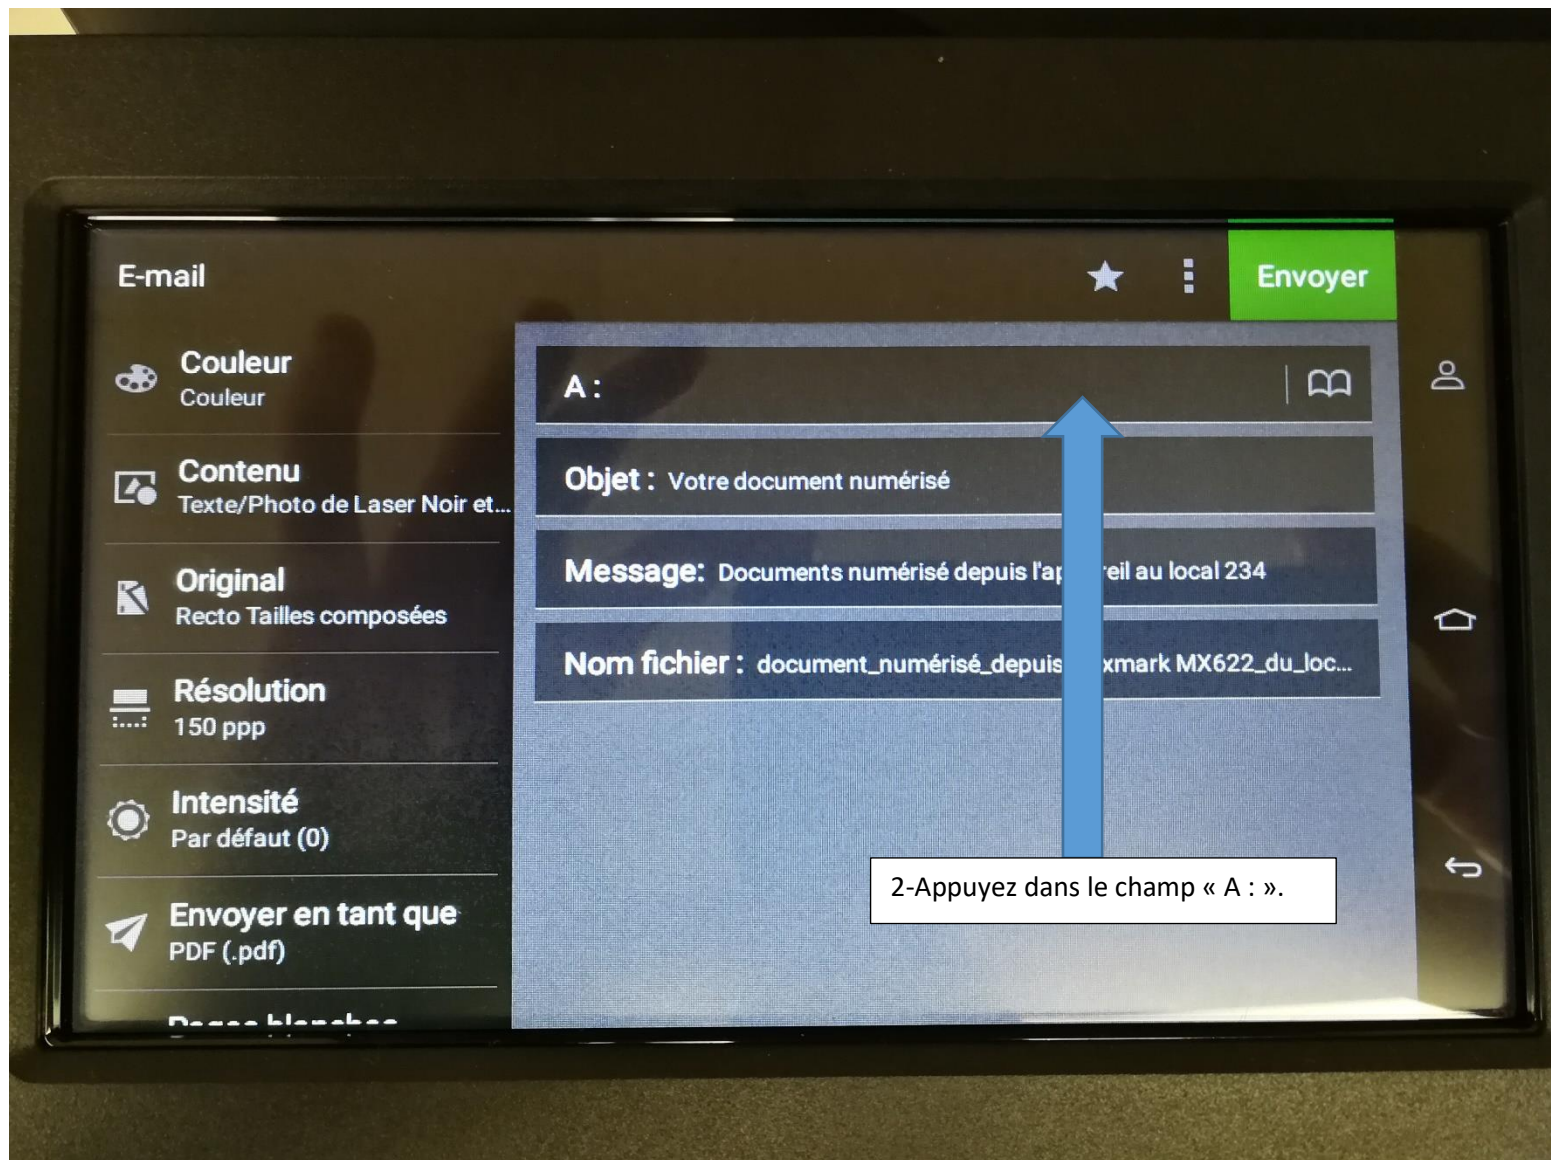 E-mail
Envoyer
Couleur
Couleur
Contenu
Texte/Photo de Laser Noir et...
Original
Recto Tailles composées
Résolution
150 ppp
Intensité
Par défaut (0)
Envoyer en tant que
PDF (.pdf)
Pages blanches
A :
Objet : Votre document numérisé
Message: Documents numérisé depuis l'ap reil au local 234
Nom fichier : document_numérisé_depuis xmark MX622_du_loc...
2-Appuyez dans le champ « A : ».